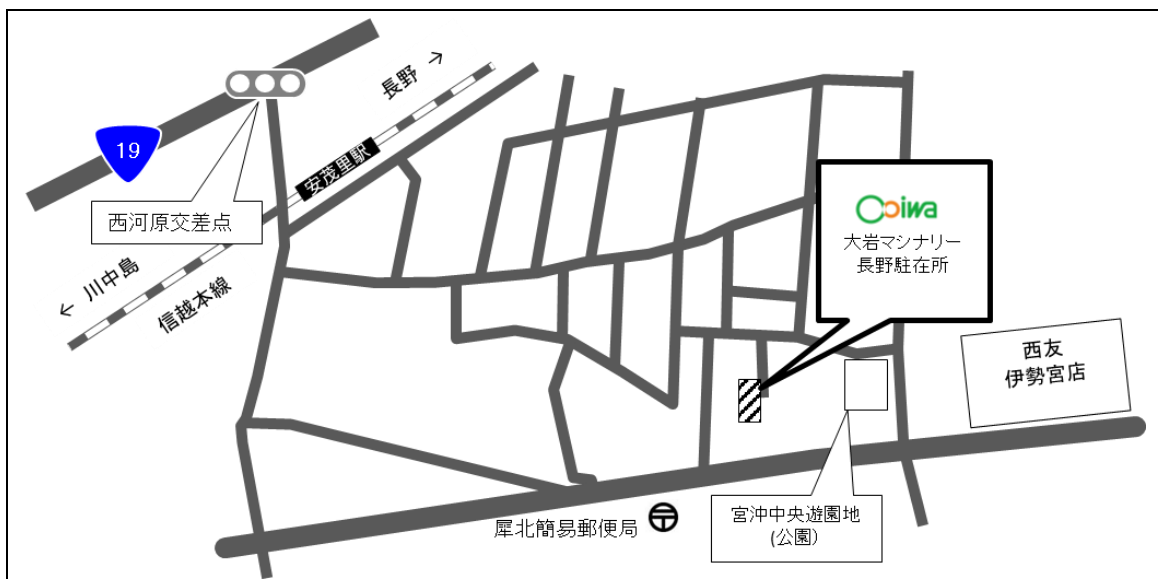 長野 →
19
安茂里駅
西河原交差点
← 川中島
信越本線
Ooiwa
大岩マシナリー
長野駐在所
西友
伊勢宮店
犀北簡易郵便局
宮沖中央遊園地
(公園)